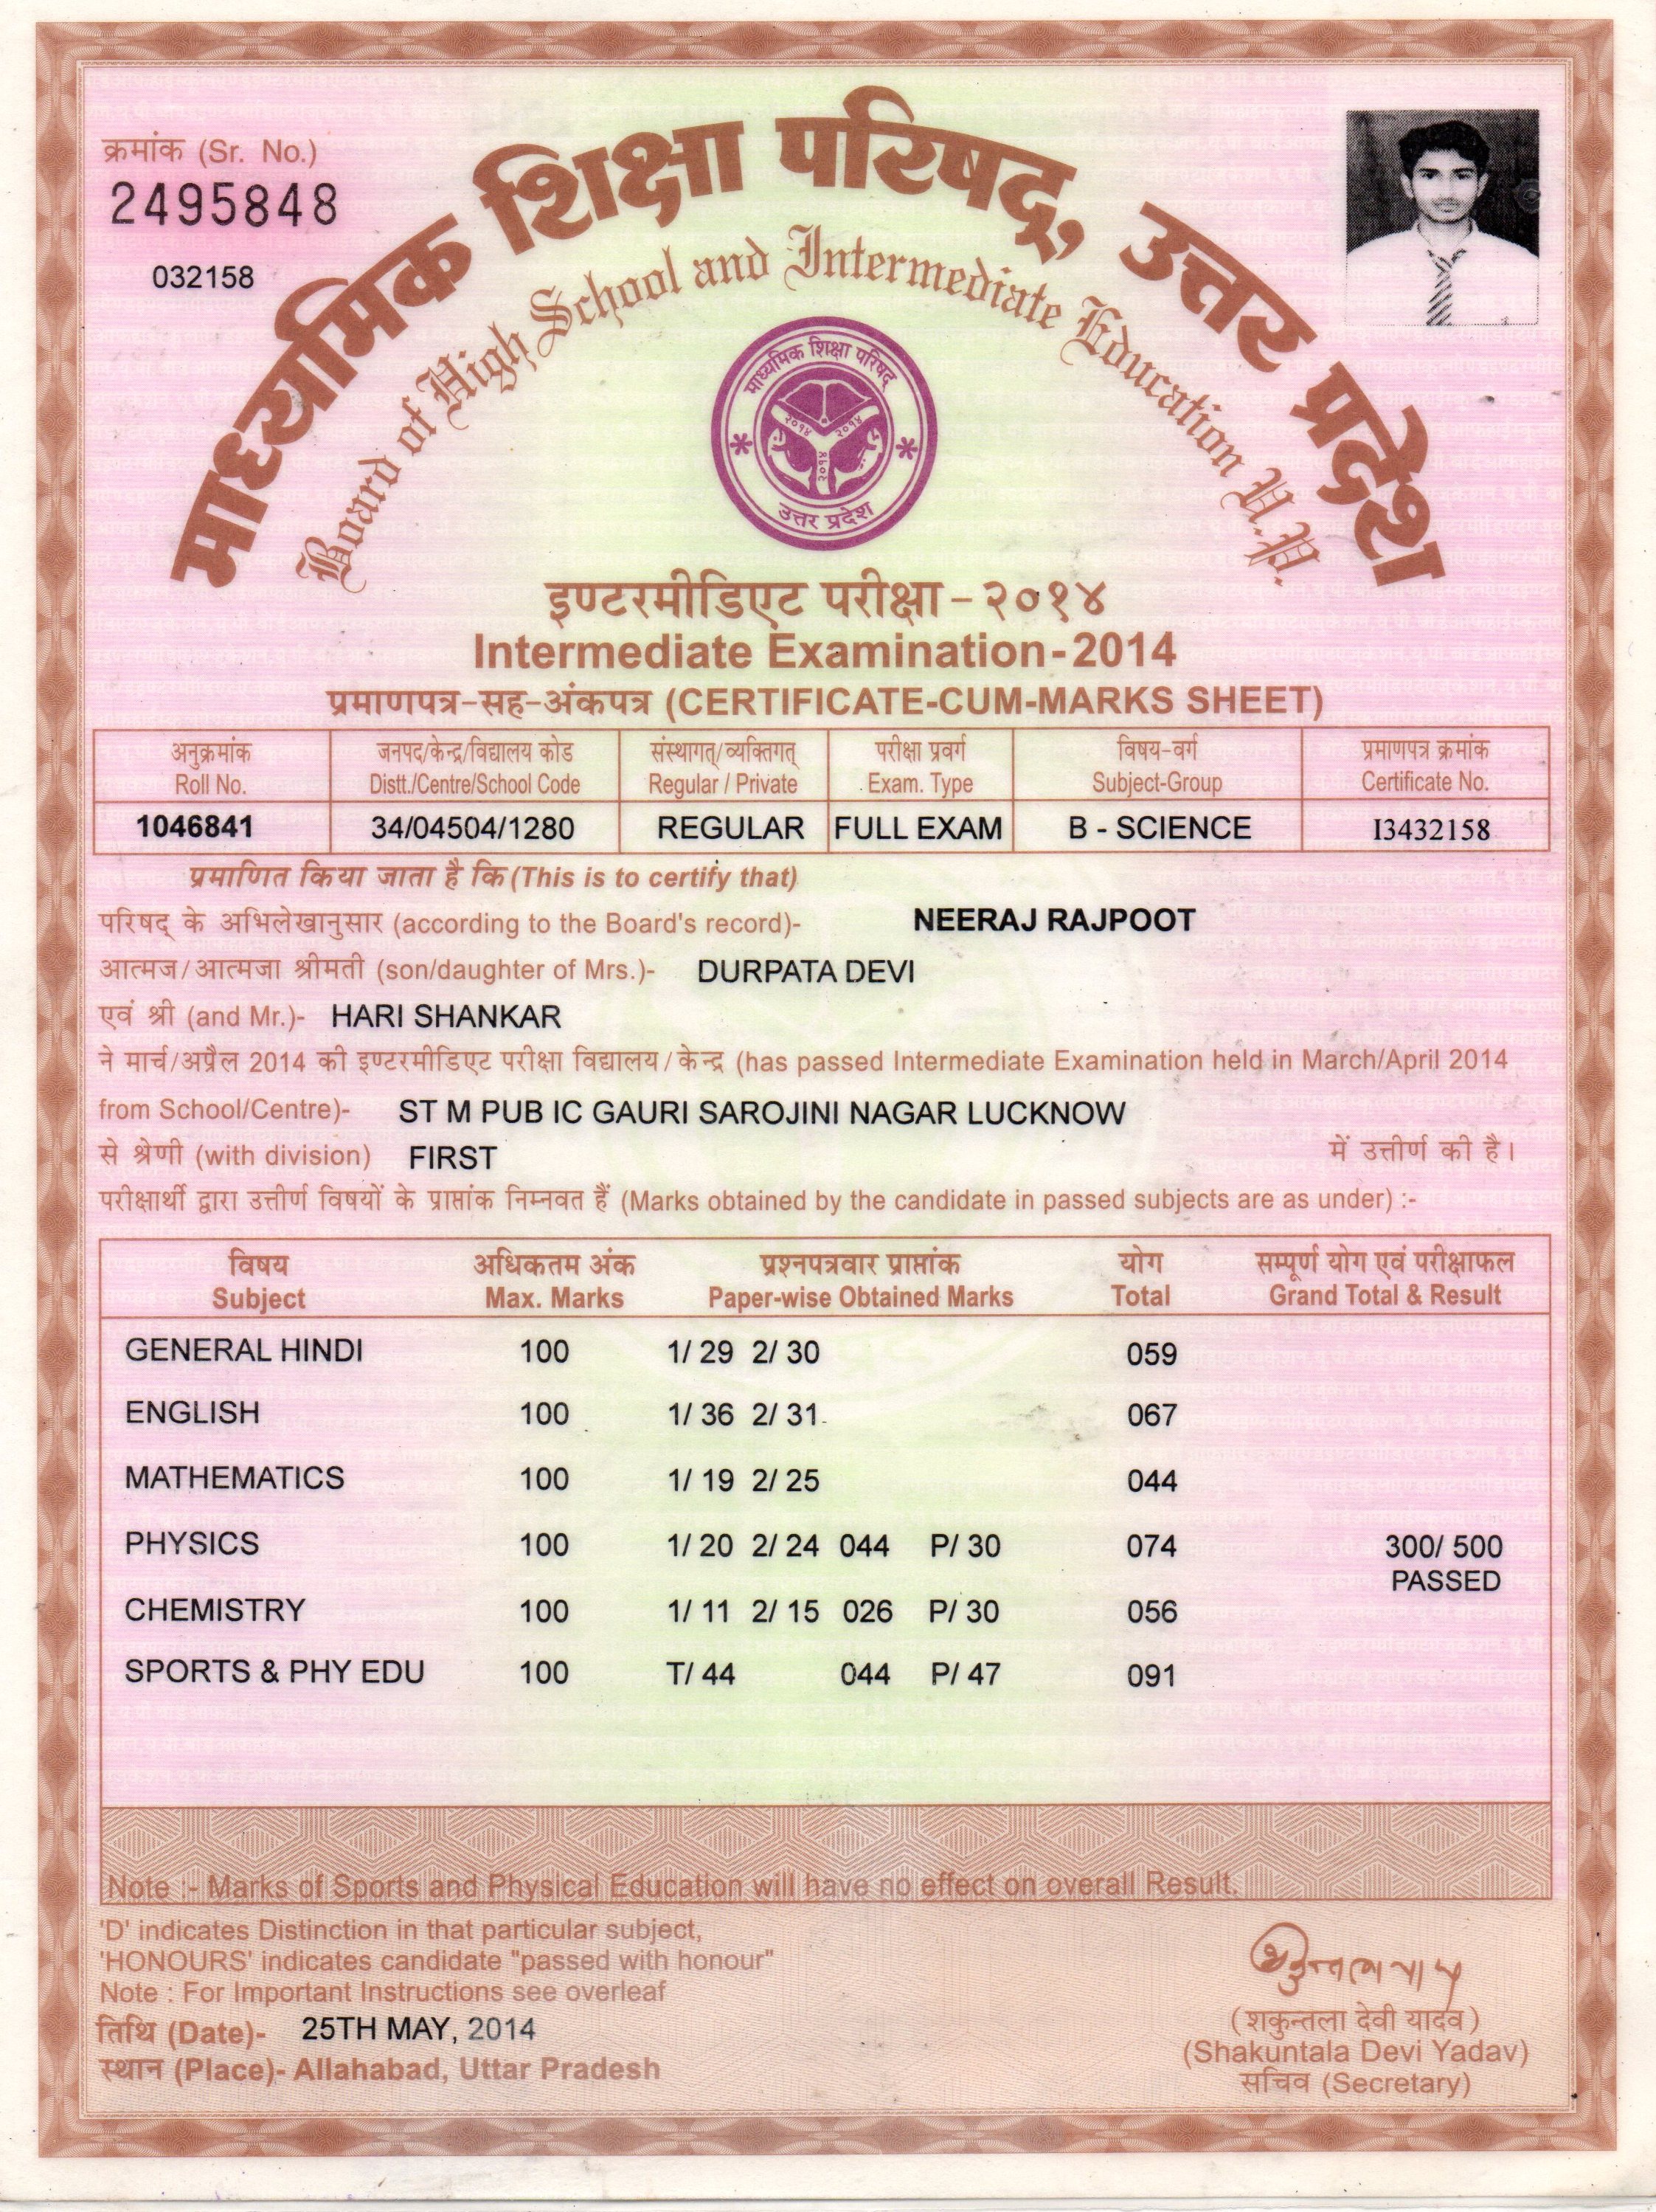 क्रमांक (Sr. No.)
2495848
032158
माध्यमिक शिक्षा परिषद्, उत्तर प्रदेश
Board of High School and Intermediate Education U.P.
माध्यमिक शिक्षा परिषद्
२०१४ २०१४
२०१४
उत्तर प्रदेश
इण्टरमीडिएट परीक्षा - २०१४
Intermediate Examination - 2014
प्रमाणपत्र-सह-अंकपत्र (CERTIFICATE-CUM-MARKS SHEET)
अनुक्रमांक जनपद/केन्द्र/विद्यालय कोड संस्थागत्/व्यक्तिगत् परीक्षा प्रवर्ग विषय-वर्ग प्रमाणपत्र क्रमांक
Roll No. Distt./Centre/School Code Regular / Private Exam. Type Subject-Group Certificate No.
1046841 34/04504/1280 REGULAR FULL EXAM B - SCIENCE I3432158
प्रमाणित किया जाता है कि (This is to certify that)
परिषद् के अभिलेखानुसार (according to the Board's record)- NEERAJ RAJPOOT
आत्मज/आत्मजा श्रीमती (son/daughter of Mrs.)- DURPATA DEVI
एवं श्री (and Mr.)- HARI SHANKAR
ने मार्च/अप्रैल 2014 की इण्टरमीडिएट परीक्षा विद्यालय/केन्द्र (has passed Intermediate Examination held in March/April 2014
from School/Centre)- ST M PUB IC GAURI SAROJINI NAGAR LUCKNOW
से श्रेणी (with division) FIRST में उत्तीर्ण की है।
परीक्षार्थी द्वारा उत्तीर्ण विषयों के प्राप्तांक निम्नवत हैं (Marks obtained by the candidate in passed subjects are as under) :-
विषय अधिकतम अंक प्रश्नपत्रवार प्राप्तांक योग सम्पूर्ण योग एवं परीक्षाफल
Subject Max. Marks Paper-wise Obtained Marks Total Grand Total & Result
GENERAL HINDI 100 1/ 29 2/ 30 059
ENGLISH 100 1/ 36 2/ 31 067
MATHEMATICS 100 1/ 19 2/ 25 044
PHYSICS 100 1/ 20 2/ 24 044 P/ 30 074 300/ 500
PASSED
CHEMISTRY 100 1/ 11 2/ 15 026 P/ 30 056
SPORTS & PHY EDU 100 T/ 44 044 P/ 47 091
Note :- Marks of Sports and Physical Education will have no effect on overall Result.
'D' indicates Distinction in that particular subject,
'HONOURS' indicates candidate "passed with honour"
Note : For Important Instructions see overleaf
तिथि (Date)- 25TH MAY, 2014
स्थान (Place)- Allahabad, Uttar Pradesh
(शकुन्तला देवी यादव)
(Shakuntala Devi Yadav)
सचिव (Secretary)